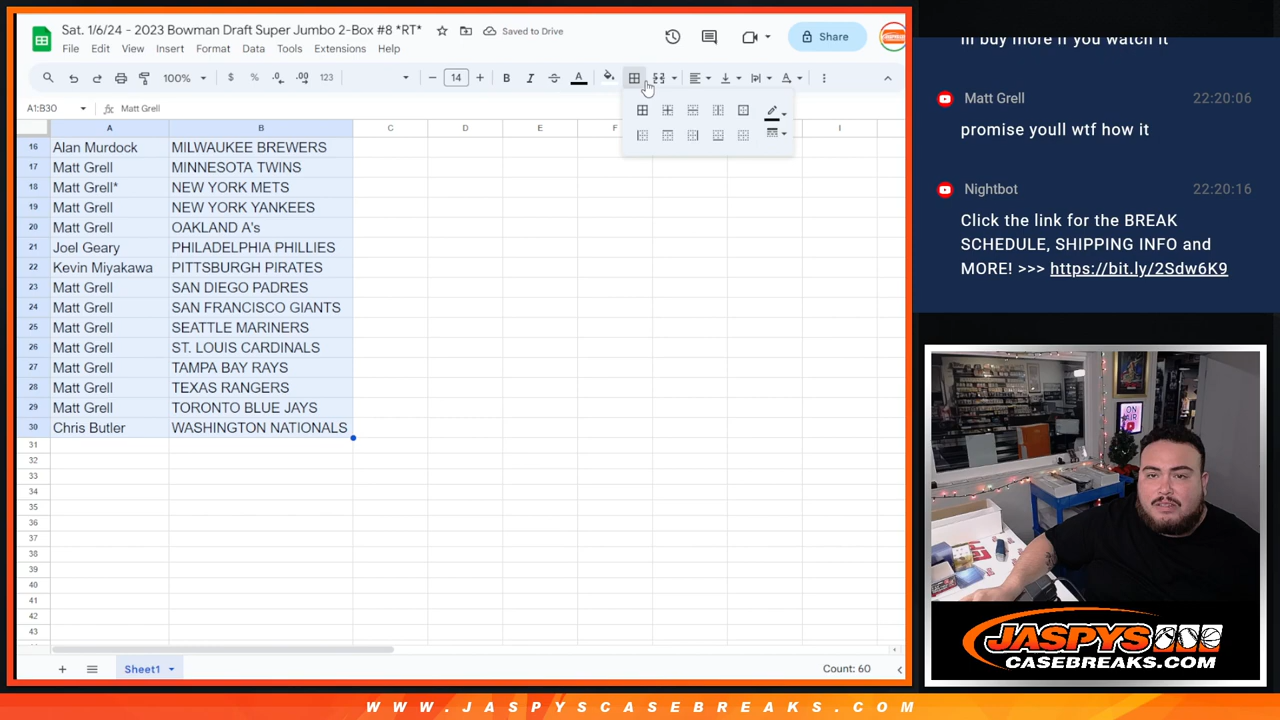 Sat. 1/6/24 - 2023 Bowman Draft Super Jumbo 2-Box #8 *RT*
Saved to Drive
Share
File Edit View Insert Format Data Tools Extensions Help
100% $ % .0 .00 123 14 B I A
A1:B30 fx Matt Grell
A B C D E F I
16 Alan Murdock MILWAUKEE BREWERS
17 Matt Grell MINNESOTA TWINS
18 Matt Grell* NEW YORK METS
19 Matt Grell NEW YORK YANKEES
20 Matt Grell OAKLAND A's
21 Joel Geary PHILADELPHIA PHILLIES
22 Kevin Miyakawa PITTSBURGH PIRATES
23 Matt Grell SAN DIEGO PADRES
24 Matt Grell SAN FRANCISCO GIANTS
25 Matt Grell SEATTLE MARINERS
26 Matt Grell ST. LOUIS CARDINALS
27 Matt Grell TAMPA BAY RAYS
28 Matt Grell TEXAS RANGERS
29 Matt Grell TORONTO BLUE JAYS
30 Chris Butler WASHINGTON NATIONALS
31
32
33
34
35
36
37
38
39
40
41
42
43
Sheet1
Count: 60
im buy more if you watch it
Matt Grell 22:20:06
promise youll wtf how it
Nightbot 22:20:16
Click the link for the BREAK
SCHEDULE, SHIPPING INFO and
MORE! >>> https://bit.ly/2Sdw6K9
ON
AIR
JASPYS
CASEBREAKS.COM
WWW.JASPYSCASEBREAKS.COM